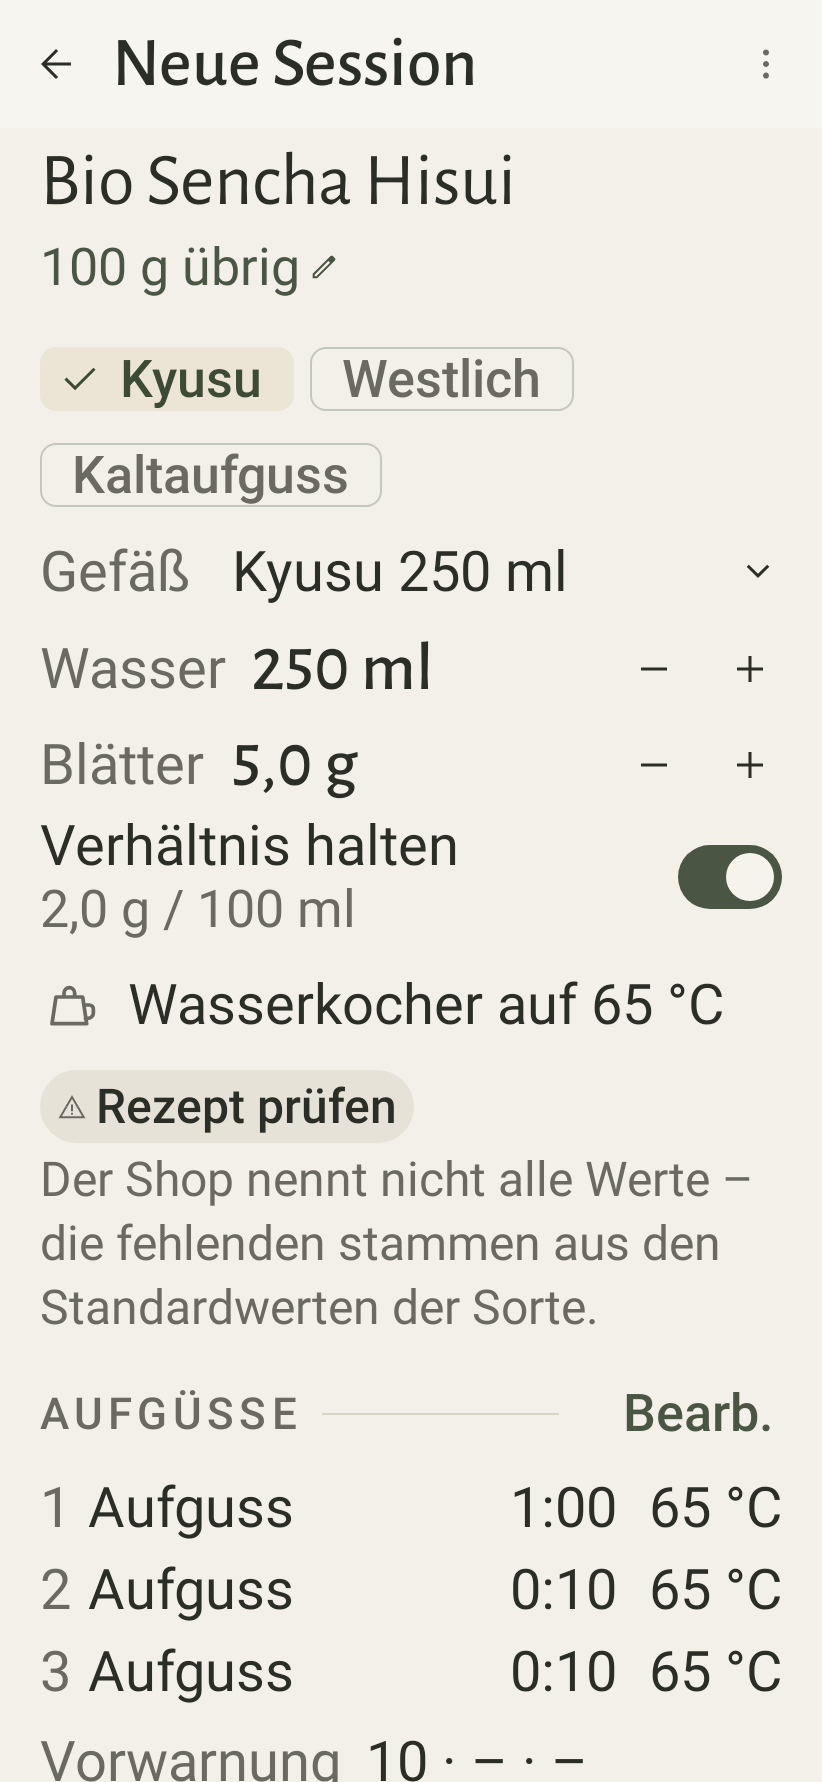 Neue Session
Bio Sencha Hisui
100 g übrig
Kyusu Westlich
Kaltaufguss
Gefäß Kyusu 250 ml
Wasser 250 ml
Blätter 5,0 g
Verhältnis halten
2,0 g / 100 ml
Wasserkocher auf 65 °C
Rezept prüfen
Der Shop nennt nicht alle Werte –
die fehlenden stammen aus den
Standardwerten der Sorte.
AUFGÜSSE Bearb.
1 Aufguss 1:00 65 °C
2 Aufguss 0:10 65 °C
3 Aufguss 0:10 65 °C
Vorwarnung 10 · – · –